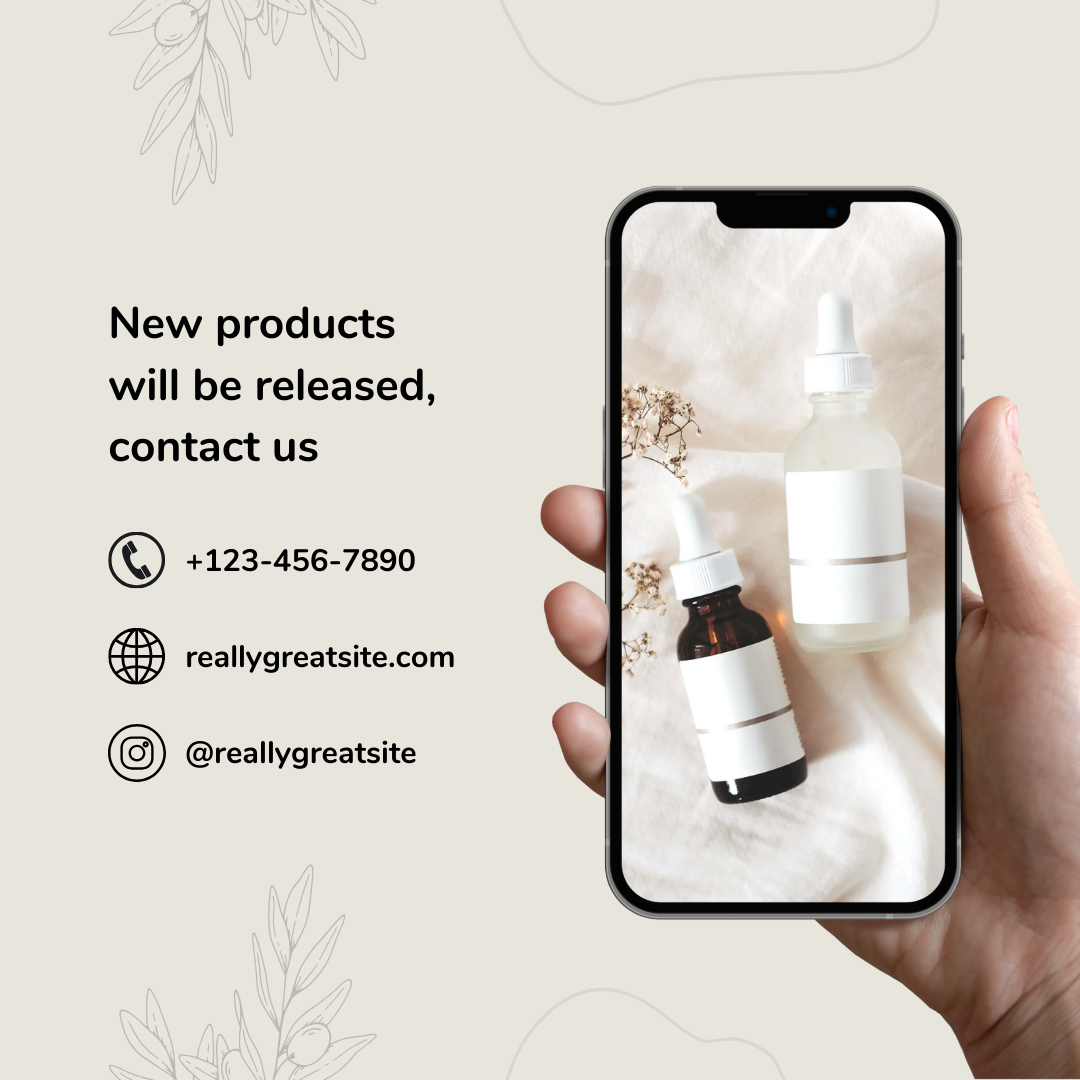 New products
will be released,
contact us
+123-456-7890
reallygreatsite.com
@reallygreatsite